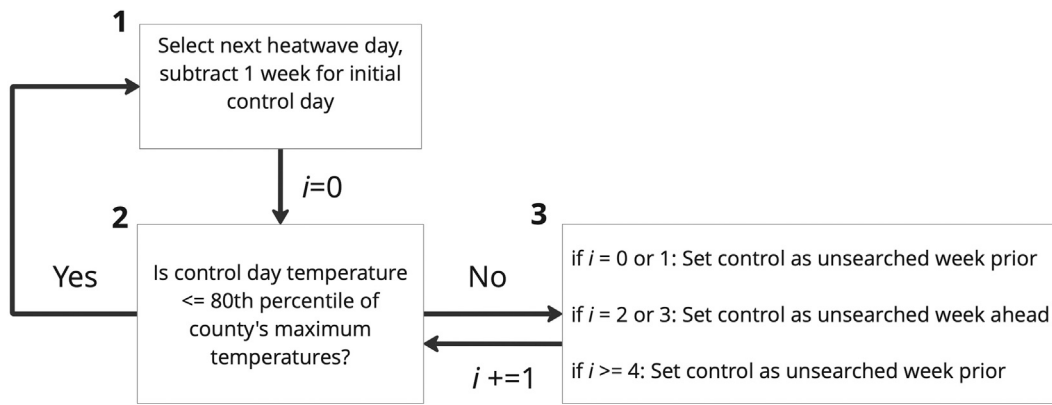 1
Select next heatwave day,
subtract 1 week for initial
control day
i=0
2
Is control day temperature
<= 80th percentile of
county's maximum
temperatures?
Yes
No
3
if i = 0 or 1: Set control as unsearched week prior
if i = 2 or 3: Set control as unsearched week ahead
if i >= 4: Set control as unsearched week prior
i +=1